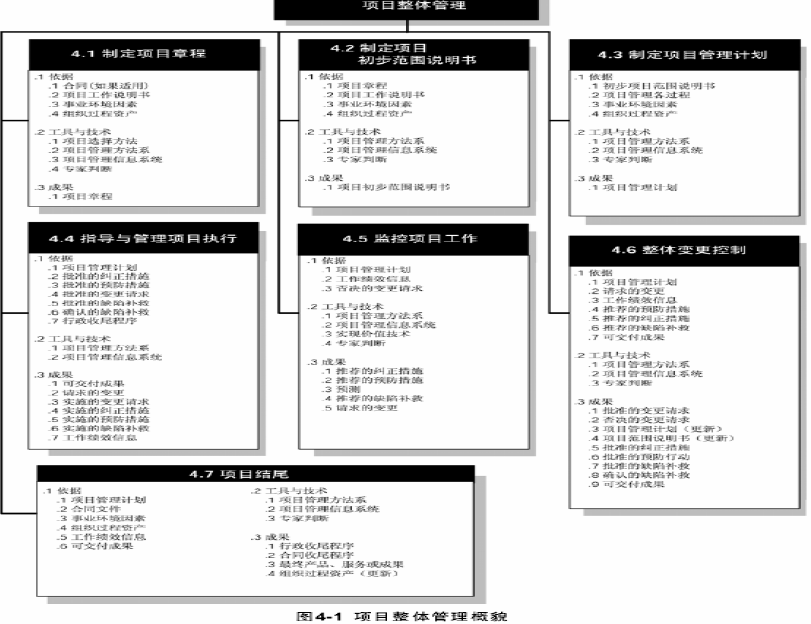 项目整体管理
4.1 制定项目章程
.1 依据
.1 合同(如果适用)
.2 项目工作说明书
.3 事业环境因素
.4 组织过程资产
.2 工具与技术
.1 项目选择方法
.2 项目管理方法系
.3 项目管理信息系统
.4 专家判断
.3 成果
.1 项目章程
4.2 制定项目
初步范围说明书
.1 依据
.1 项目章程
.2 项目工作说明书
.3 事业环境因素
.4 组织过程资产
.2 工具与技术
.1 项目管理方法系
.2 项目管理信息系统
.3 专家判断
.3 成果
.1 项目初步范围说明书
4.3 制定项目管理计划
.1 依据
.1 初步项目范围说明书
.2 项目管理各过程
.3 事业环境因素
.4 组织过程资产
.2 工具与技术
.1 项目管理方法系
.2 项目管理信息系统
.3 专家判断
.3 成果
.1 项目管理计划
4.4 指导与管理项目执行
.1 依据
.1 项目管理计划
.2 批准的纠正措施
.3 批准的预防措施
.4 批准的变更请求
.5 批准的缺陷补救
.6 确认的缺陷补救
.7 行政收尾程序
.2 工具与技术
.1 项目管理方法系
.2 项目管理信息系统
.3 成果
.1 可交付成果
.2 请求的变更
.3 实施的变更请求
.4 实施的纠正措施
.5 实施的预防措施
.6 实施的缺陷补救
.7 工作绩效信息
4.5 监控项目工作
.1 依据
.1 项目管理计划
.2 工作绩效信息
.3 否决的变更请求
.2 工具与技术
.1 项目管理方法系
.2 项目管理信息系统
.3 实现价值技术
.4 专家判断
.3 成果
.1 推荐的纠正措施
.2 推荐的预防措施
.3 预测
.4 推荐的缺陷补救
.5 请求的变更
4.6 整体变更控制
.1 依据
.1 项目管理计划
.2 请求的变更
.3 工作绩效信息
.4 推荐的预防措施
.5 推荐的纠正措施
.6 推荐的缺陷补救
.7 可交付成果
.2 工具与技术
.1 项目管理方法系
.2 项目管理信息系统
.3 专家判断
.3 成果
.1 批准的变更请求
.2 否决的变更请求
.3 项目管理计划（更新）
.4 项目范围说明书（更新）
.5 批准的纠正措施
.6 批准的预防行动
.7 批准的缺陷补救
.8 确认的缺陷补救
.9 可交付成果
4.7 项目结尾
.1 依据
.1 项目管理计划
.2 合同文件
.3 事业环境因素
.4 组织过程资产
.5 工作绩效信息
.6 可交付成果
.2 工具与技术
.1 项目管理方法系
.2 项目管理信息系统
.3 专家判断
.3 成果
.1 行政收尾程序
.2 合同收尾程序
.3 最终产品、服务或成果
.4 组织过程资产（更新）
图4-1 项目整体管理概貌